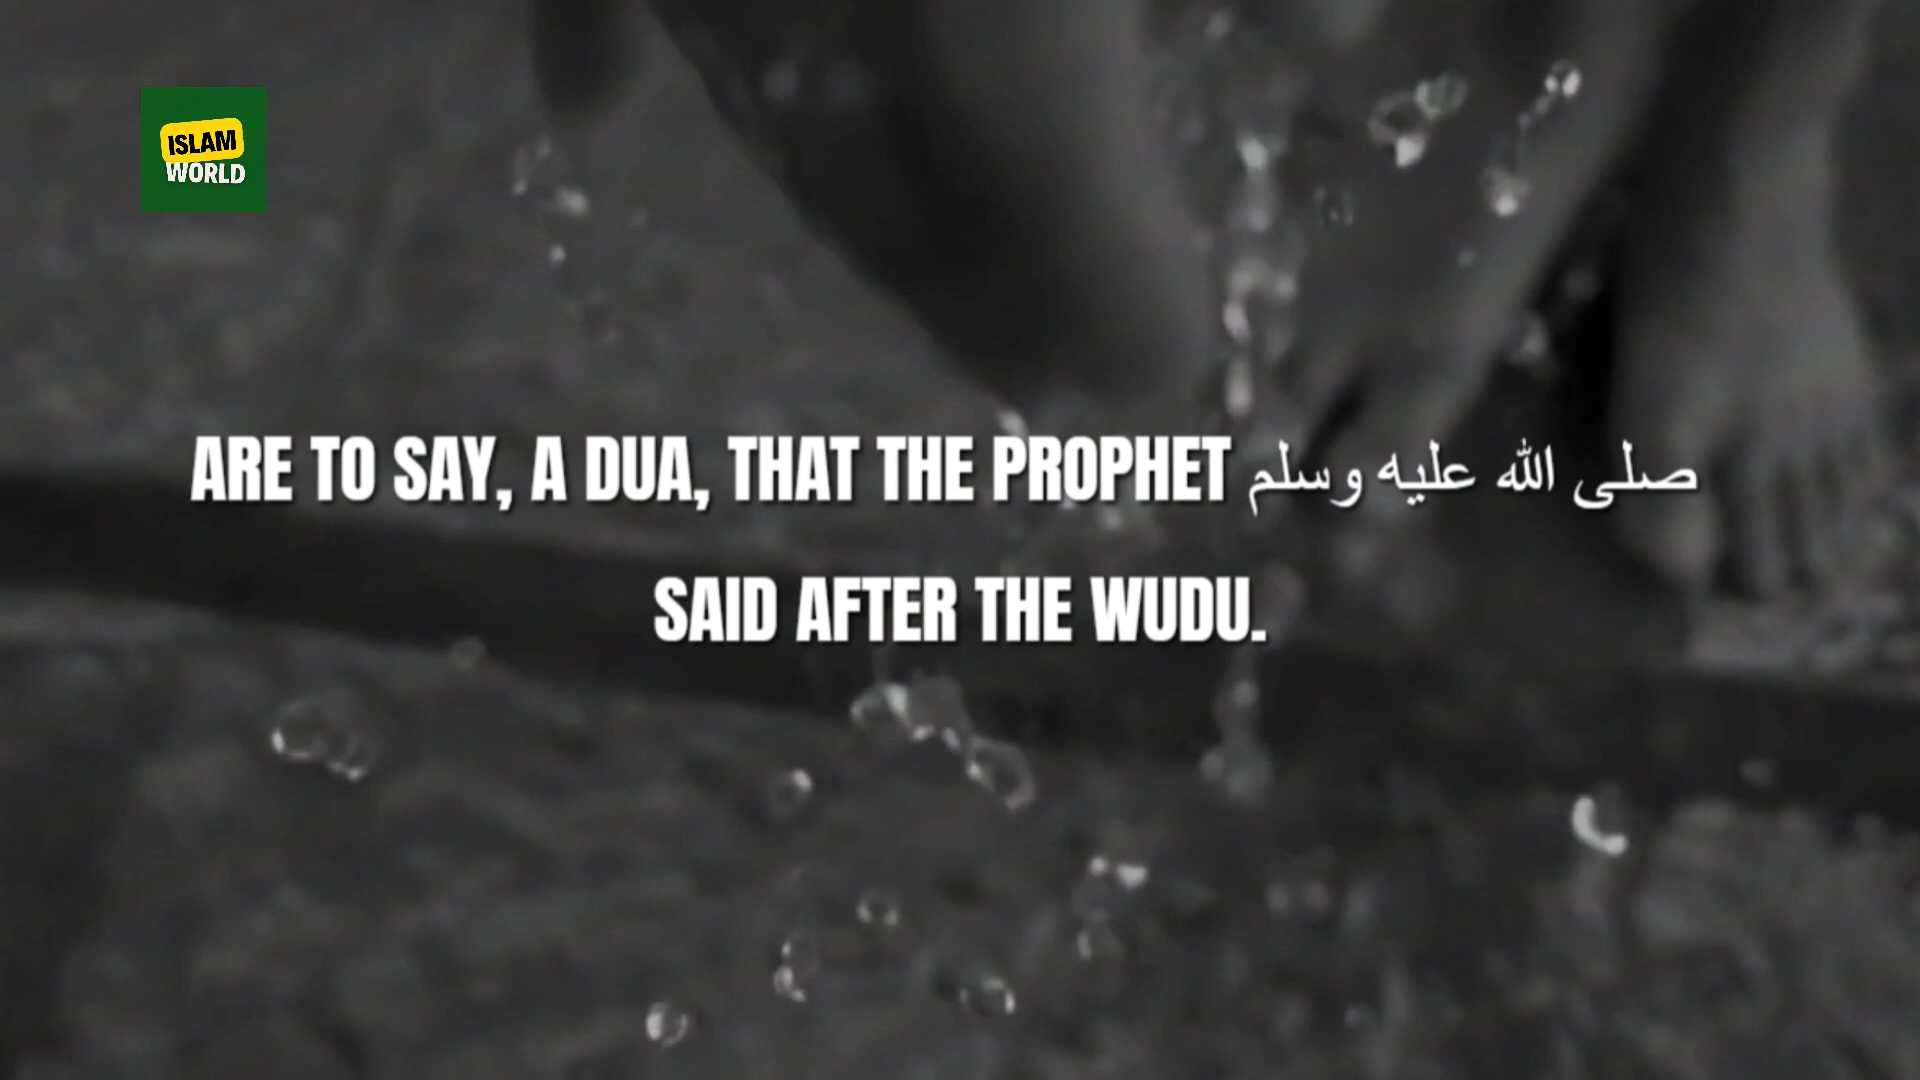 ISLAM
WORLD
ARE TO SAY, A DUA, THAT THE PROPHET صلى الله عليه وسلم
SAID AFTER THE WUDU.